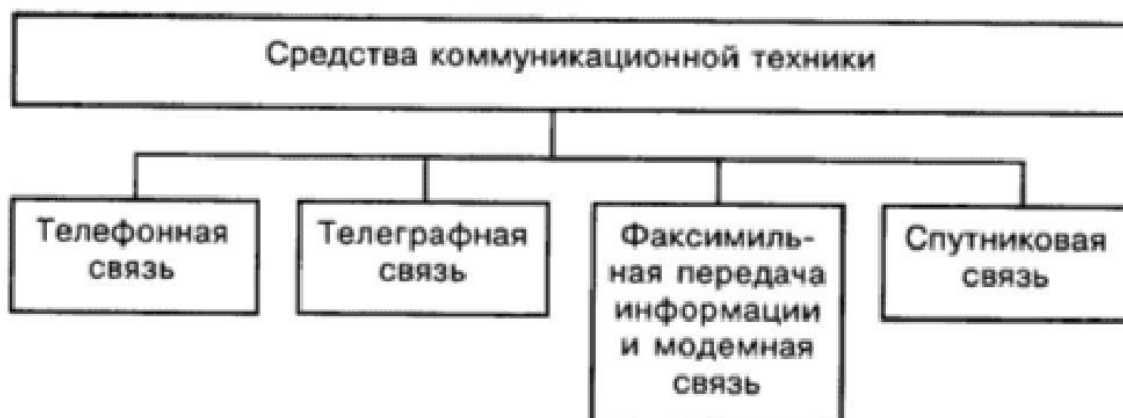 Средства коммуникационной техники
Телефонная
связь
Телеграфная
связь
Факсимиль-
ная передача
информации
и модемная
связь
Спутниковая
связь